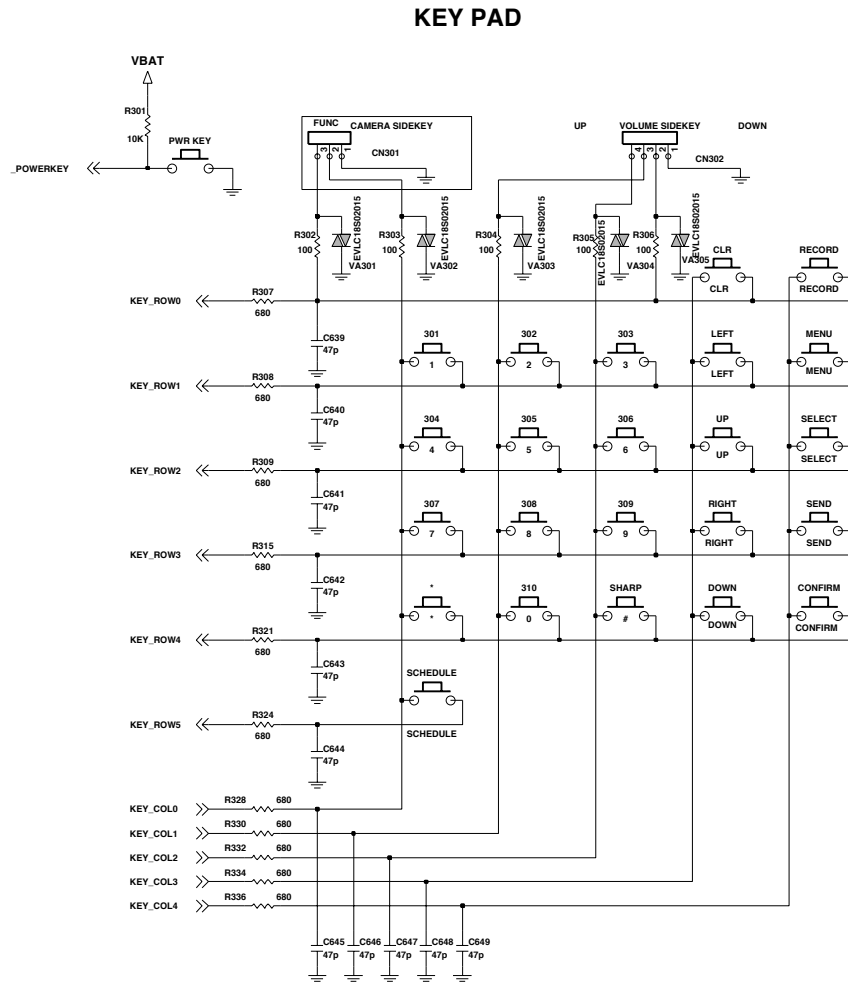 KEY PAD
VBAT
R301
10K
PWR KEY
_POWERKEY
FUNC CAMERA SIDEKEY
3 2 1
CN301
UP VOLUME SIDEKEY DOWN
4 3 2 1
CN302
R302
100
EVLC18S02015
VA301
R303
100
EVLC18S02015
VA302
R304
100
EVLC18S02015
VA303
R305
100
EVLC18S02015
VA304
R306
100
EVLC18S02015
VA305
CLR
CLR
RECORD
RECORD
KEY_ROW0
R307
680
C639
47p
301
1
302
2
303
3
LEFT
LEFT
MENU
MENU
KEY_ROW1
R308
680
C640
47p
304
4
305
5
306
6
UP
UP
SELECT
SELECT
KEY_ROW2
R309
680
C641
47p
307
7
308
8
309
9
RIGHT
RIGHT
SEND
SEND
KEY_ROW3
R315
680
C642
47p
*
*
310
0
SHARP
#
DOWN
DOWN
CONFIRM
CONFIRM
KEY_ROW4
R321
680
C643
47p
SCHEDULE
SCHEDULE
KEY_ROW5
R324
680
C644
47p
KEY_COL0 R328 680
KEY_COL1 R330 680
KEY_COL2 R332 680
KEY_COL3 R334 680
KEY_COL4 R336 680
C645 C646 C647 C648 C649
47p 47p 47p 47p 47p